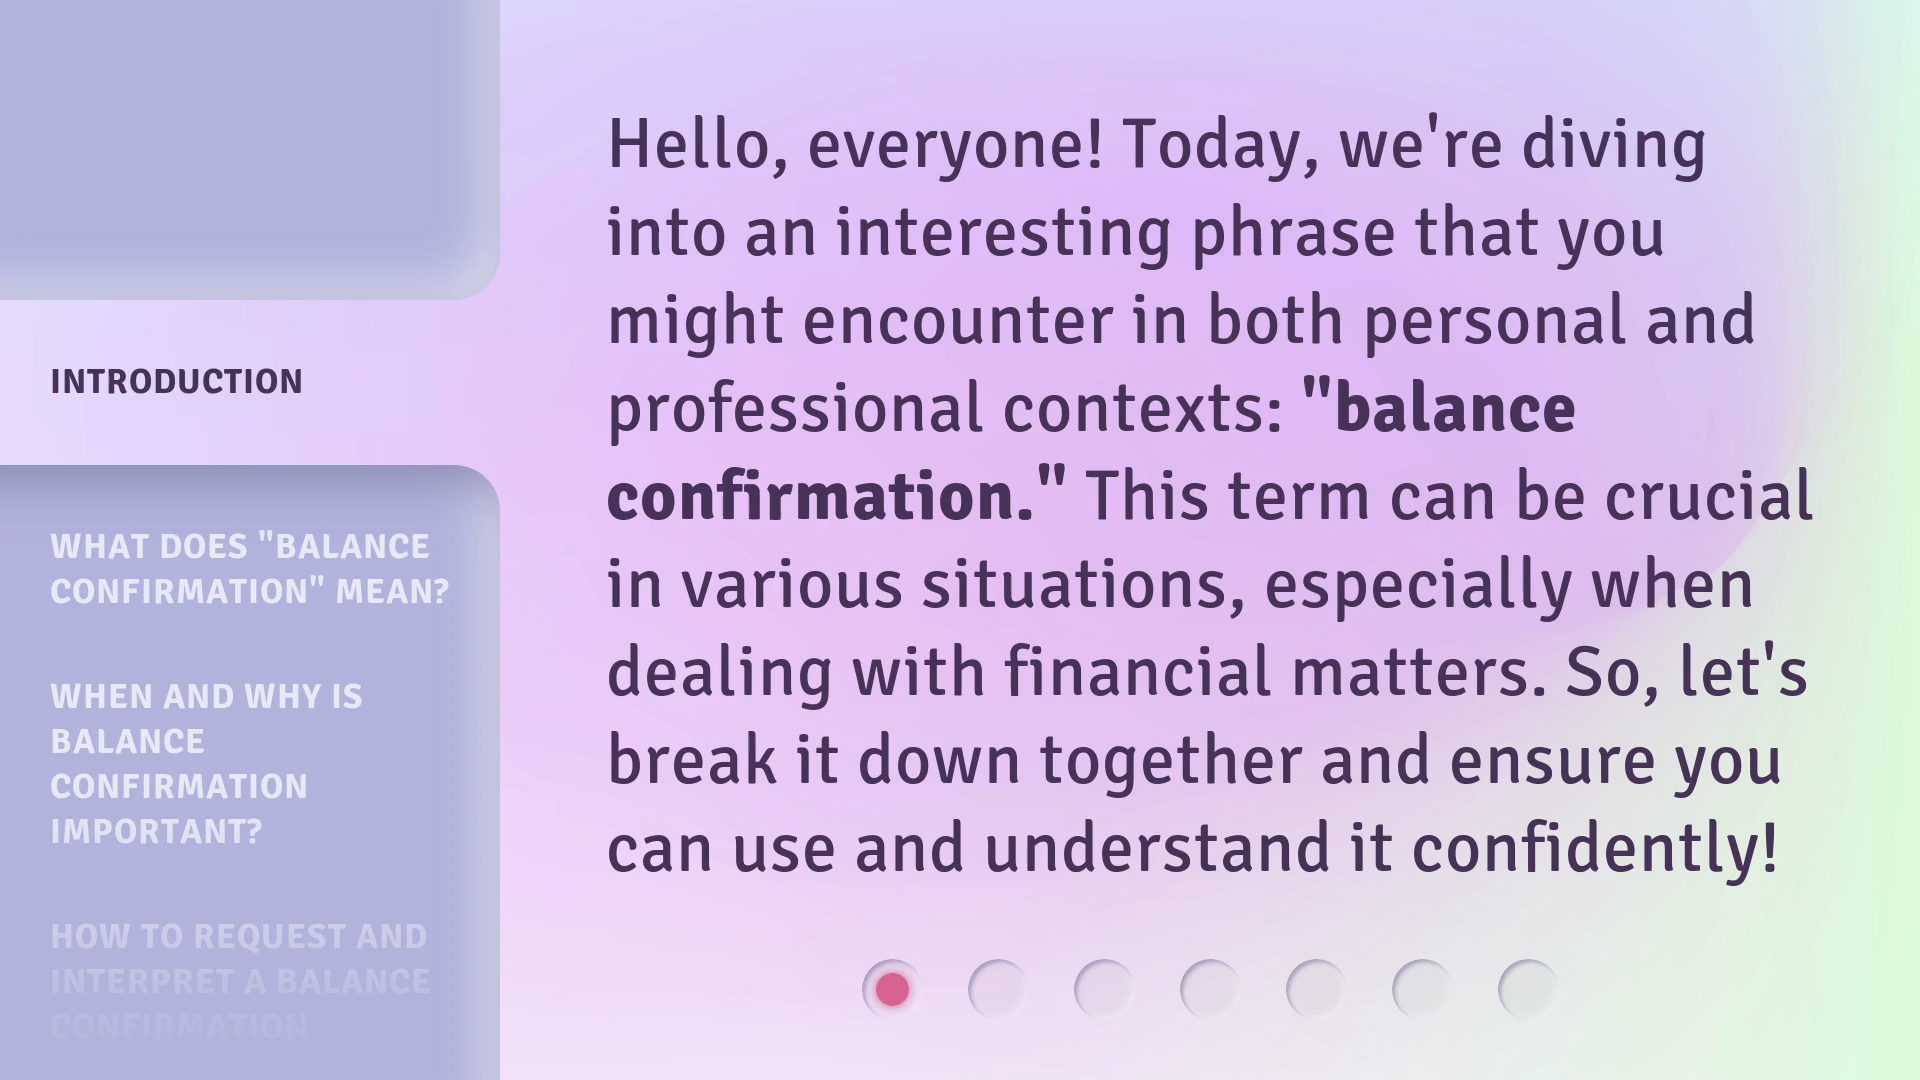 INTRODUCTION
WHAT DOES "BALANCE
CONFIRMATION" MEAN?
WHEN AND WHY IS
BALANCE
CONFIRMATION
IMPORTANT?
HOW TO REQUEST AND
INTERPRET A BALANCE
CONFIRMATION
Hello, everyone! Today, we're diving
into an interesting phrase that you
might encounter in both personal and
professional contexts: "balance
confirmation." This term can be crucial
in various situations, especially when
dealing with financial matters. So, let's
break it down together and ensure you
can use and understand it confidently!